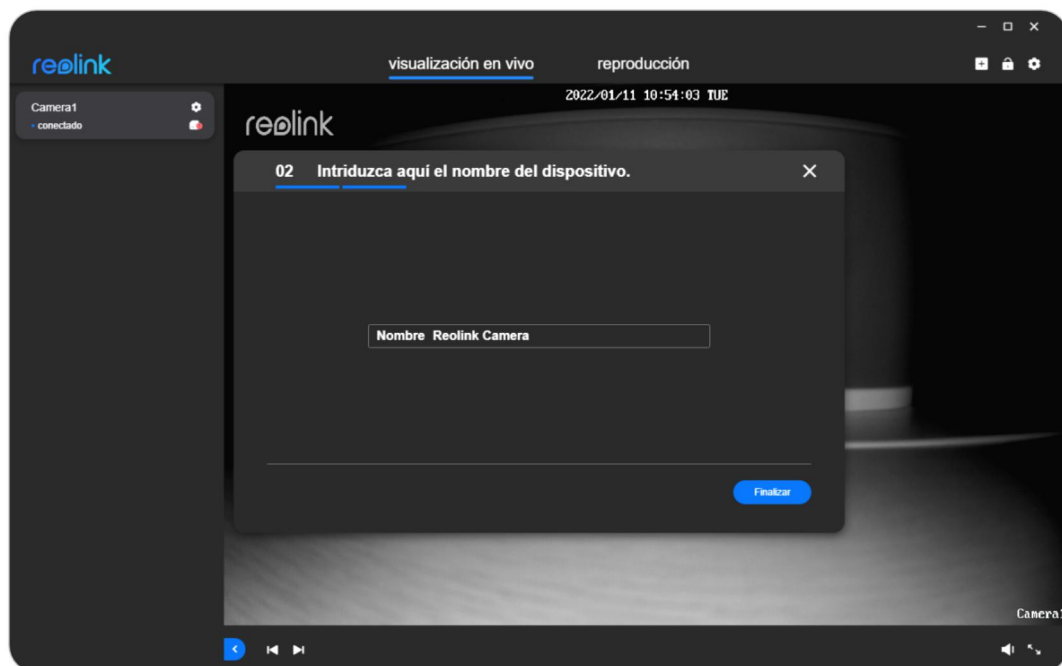 reolink
visualización en vivo reproducción
Camera1
conectado
2022/01/11 10:54:03 TUE
reolink
02 Intriduzca aquí el nombre del dispositivo.
Nombre Reolink Camera
Finalizar
Camera1